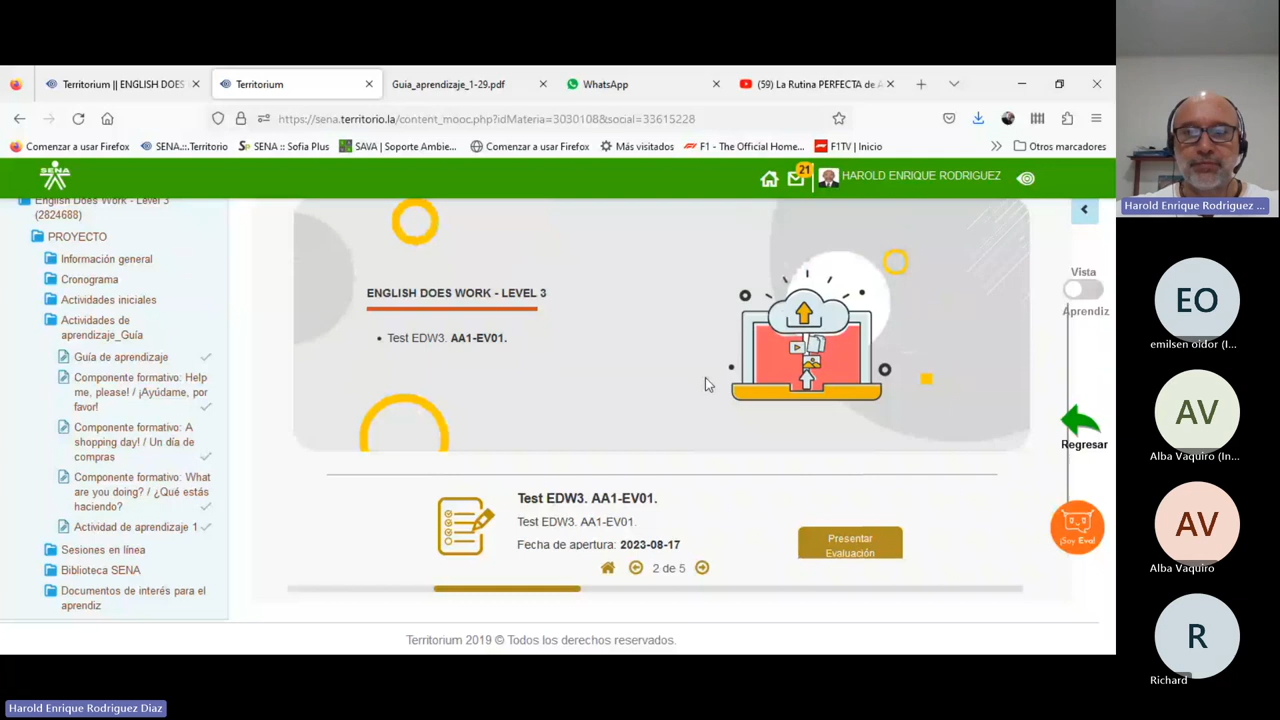 Territorium || ENGLISH DOES
Territorium
Guia_aprendizaje_1-29.pdf
WhatsApp
(59) La Rutina PERFECTA de
https://sena.territorio.la/content_mooc.php?idMateria=3030108&social=33615228
Comenzar a usar Firefox
SENA.::.Territorio
SENA :: Sofia Plus
SAVA | Soporte Ambie...
Comenzar a usar Firefox
Más visitados
F1 - The Official Home...
F1TV | Inicio
Otros marcadores
SENA
21
HAROLD ENRIQUE RODRIGUEZ
English Does Work - Level 3
(2824688)
PROYECTO
Información general
Cronograma
Actividades iniciales
Actividades de
aprendizaje_Guía
Guía de aprendizaje
Componente formativo: Help
me, please! / ¡Ayúdame, por
favor!
Componente formativo: A
shopping day! / Un día de
compras
Componente formativo: What
are you doing? / ¿Qué estás
haciendo?
Actividad de aprendizaje 1
Sesiones en línea
Biblioteca SENA
Documentos de interés para el
aprendiz
ENGLISH DOES WORK - LEVEL 3
• Test EDW3. AA1-EV01.
Test EDW3. AA1-EV01.
Test EDW3. AA1-EV01.
Fecha de apertura: 2023-08-17
Presentar
Evaluación
2 de 5
Vista
Aprendiz
Regresar
¡Soy Eva!
Territorium 2019 © Todos los derechos reservados.
Harold Enrique Rodriguez ...
EO
emilsen oidor (I...
AV
Alba Vaquiro (In...
AV
Alba Vaquiro
R
Richard
Harold Enrique Rodriguez Diaz